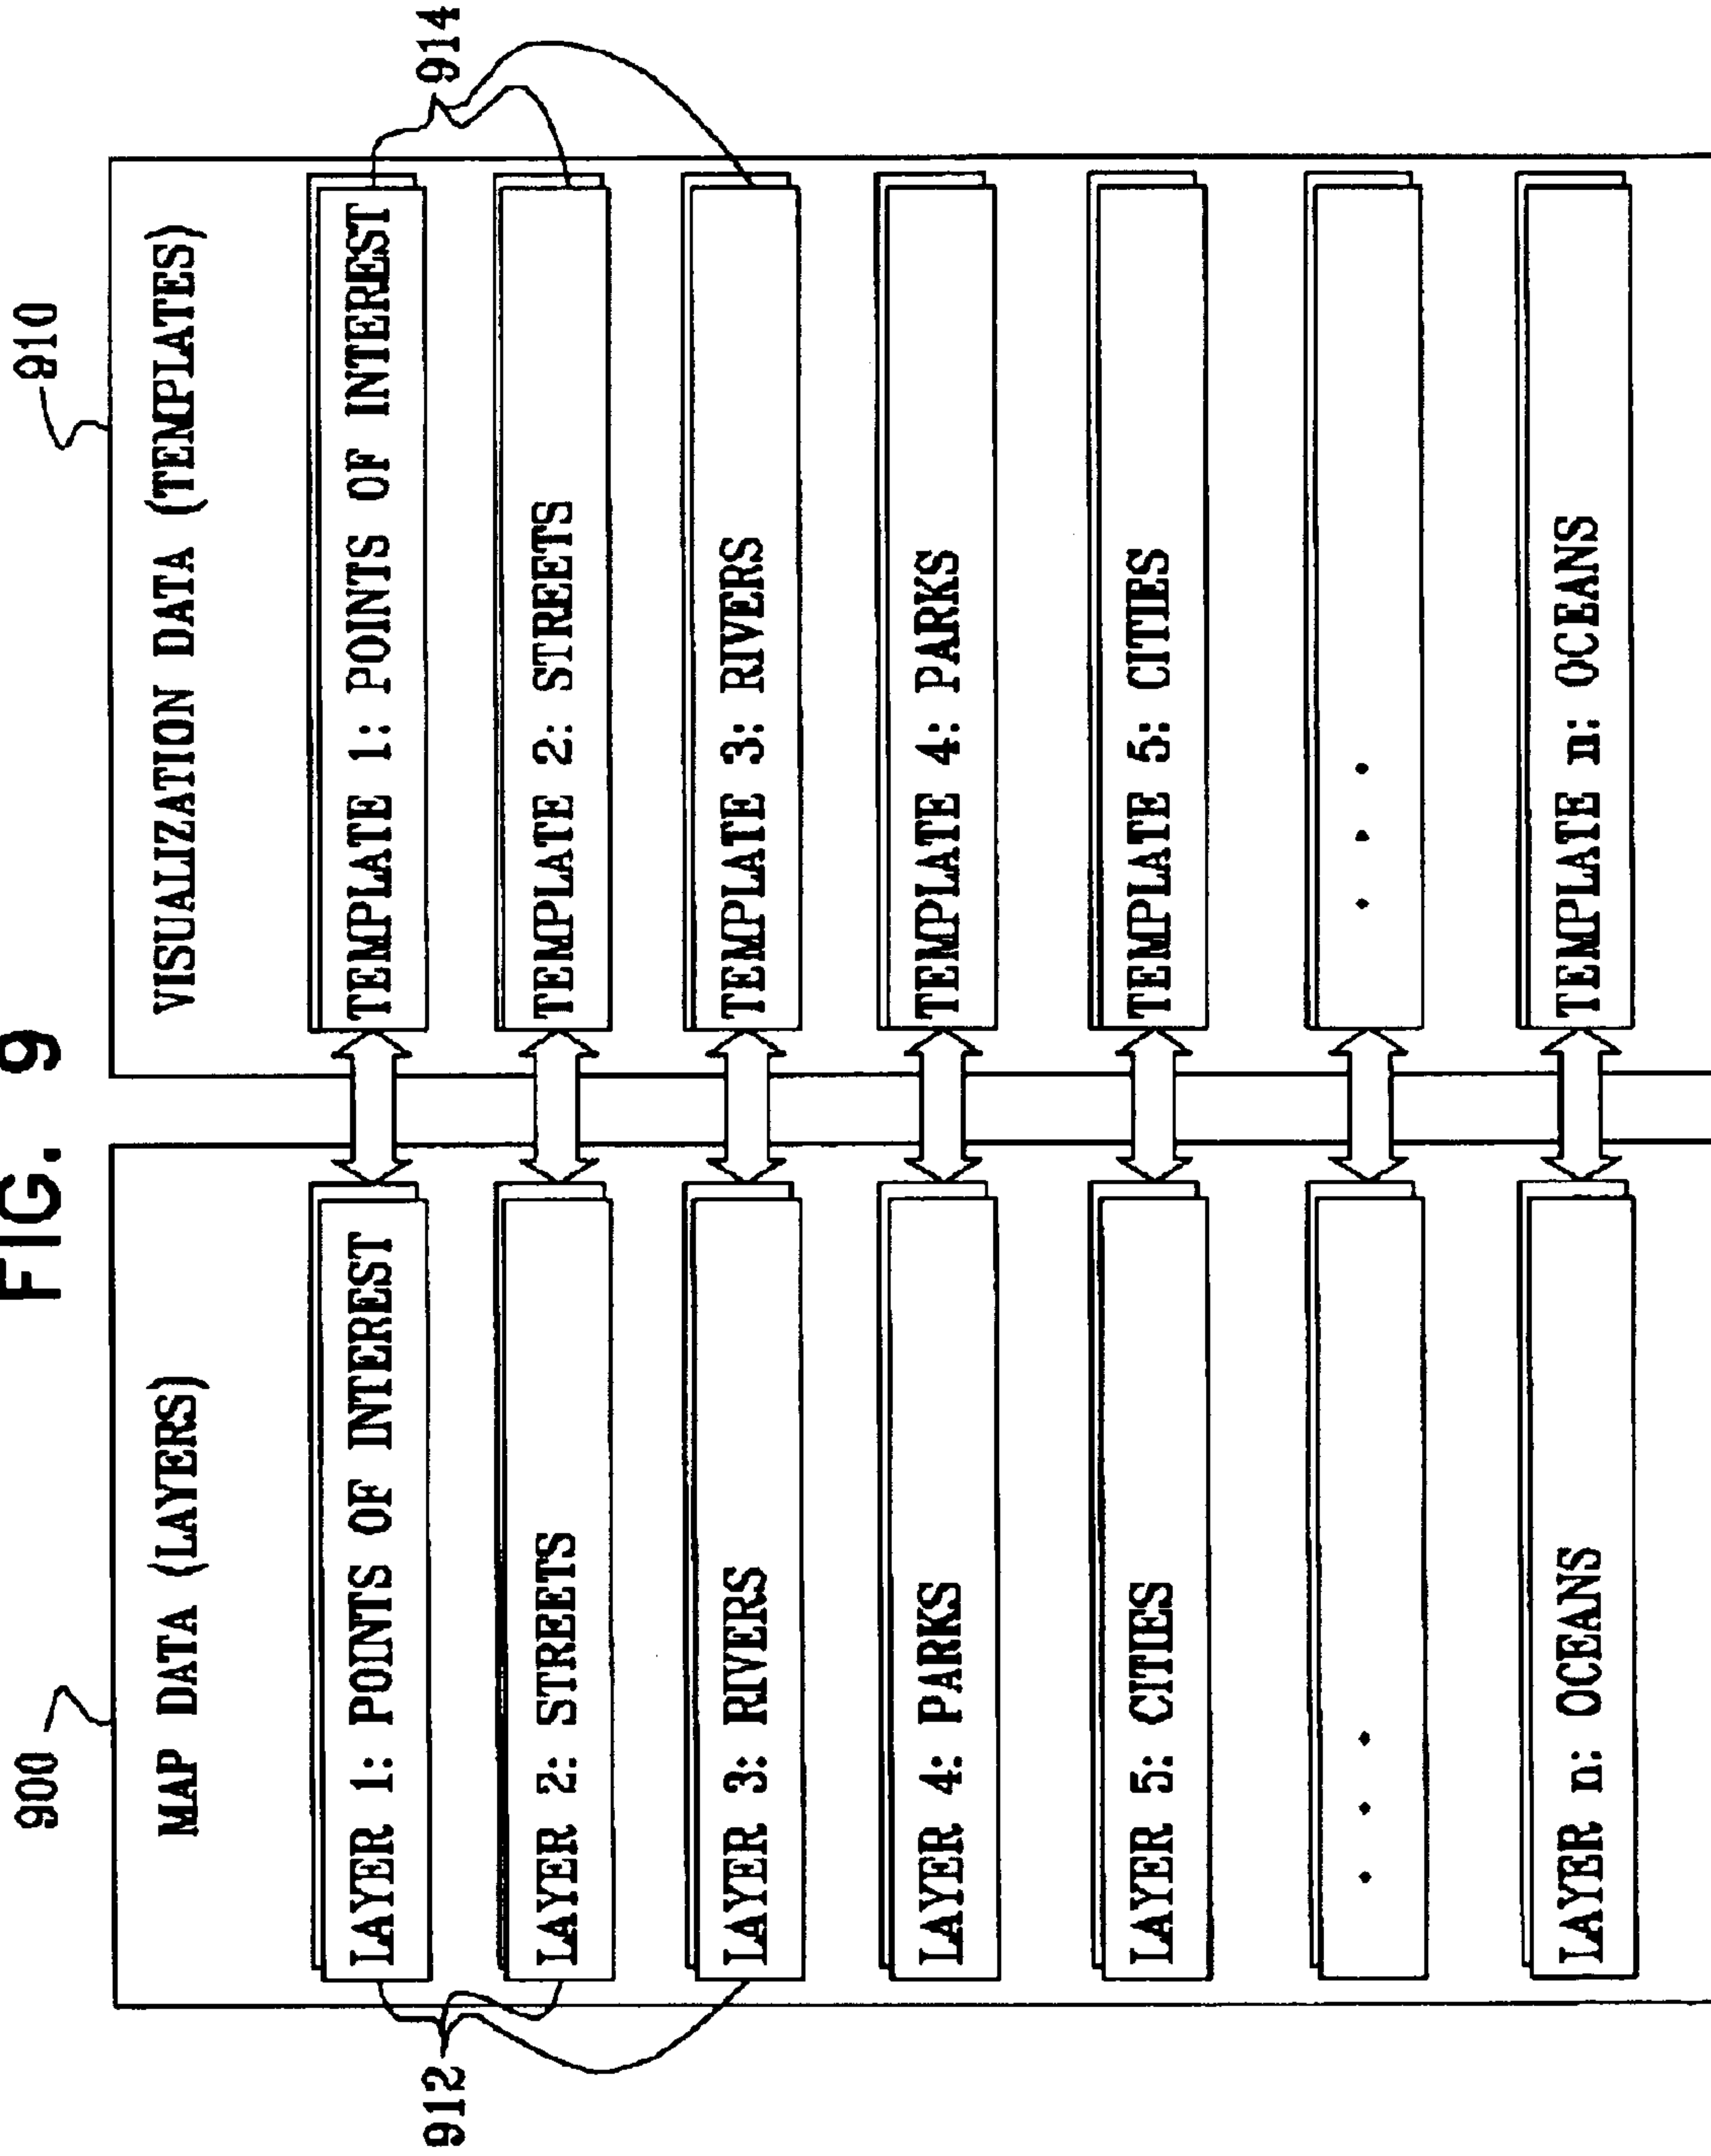 FIG. 9
900
MAP DATA (LAYERS)
LAYER 1: POINTS OF INTEREST
LAYER 2: STREETS
LAYER 3: RIVERS
LAYER 4: PARKS
LAYER 5: CITIES
. . .
LAYER n: OCEANS
912
910
VISUALIZATION DATA (TEMPLATES)
TEMPLATE 1: POINTS OF INTEREST
TEMPLATE 2: STREETS
TEMPLATE 3: RIVERS
TEMPLATE 4: PARKS
TEMPLATE 5: CITIES
. . .
TEMPLATE n: OCEANS
914